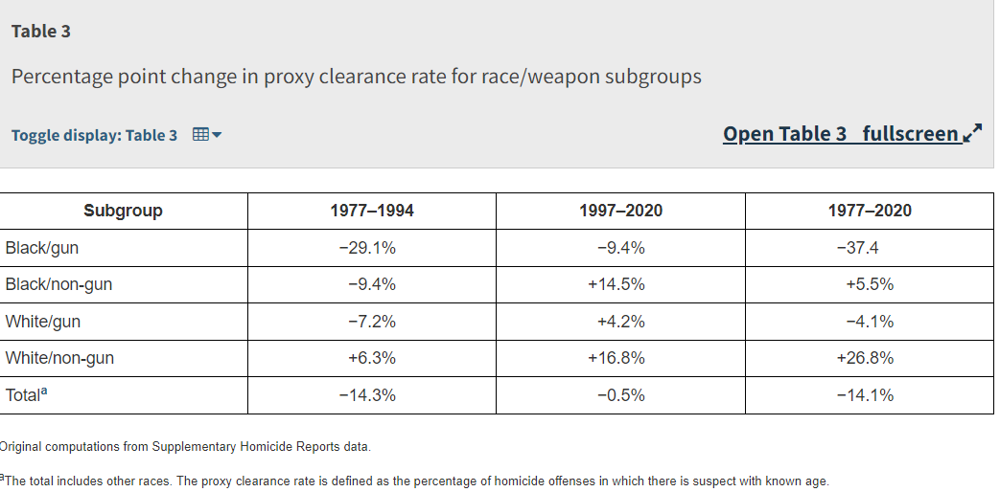 Table 3
Percentage point change in proxy clearance rate for race/weapon subgroups
Toggle display: Table 3 Open Table 3 fullscreen
Subgroup 1977–1994 1997–2020 1977–2020
Black/gun −29.1% −9.4% −37.4
Black/non-gun −9.4% +14.5% +5.5%
White/gun −7.2% +4.2% −4.1%
White/non-gun +6.3% +16.8% +26.8%
Totala −14.3% −0.5% −14.1%
Original computations from Supplementary Homicide Reports data.
aThe total includes other races. The proxy clearance rate is defined as the percentage of homicide offenses in which there is suspect with known age.